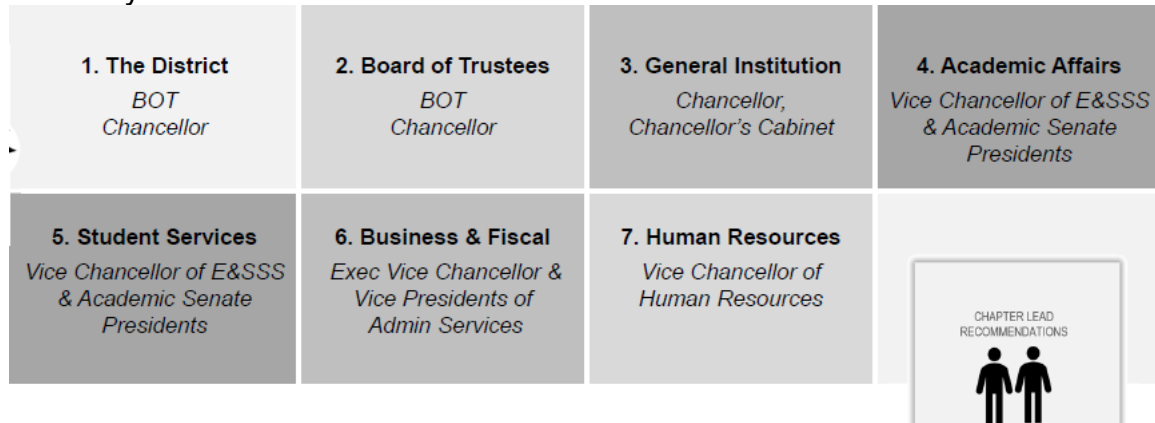 1. The District
BOT
Chancellor
2. Board of Trustees
BOT
Chancellor
3. General Institution
Chancellor,
Chancellor's Cabinet
4. Academic Affairs
Vice Chancellor of E&SSS
& Academic Senate
Presidents
5. Student Services
Vice Chancellor of E&SSS
& Academic Senate
Presidents
6. Business & Fiscal
Exec Vice Chancellor &
Vice Presidents of
Admin Services
7. Human Resources
Vice Chancellor of
Human Resources
CHAPTER LEAD
RECOMMENDATIONS